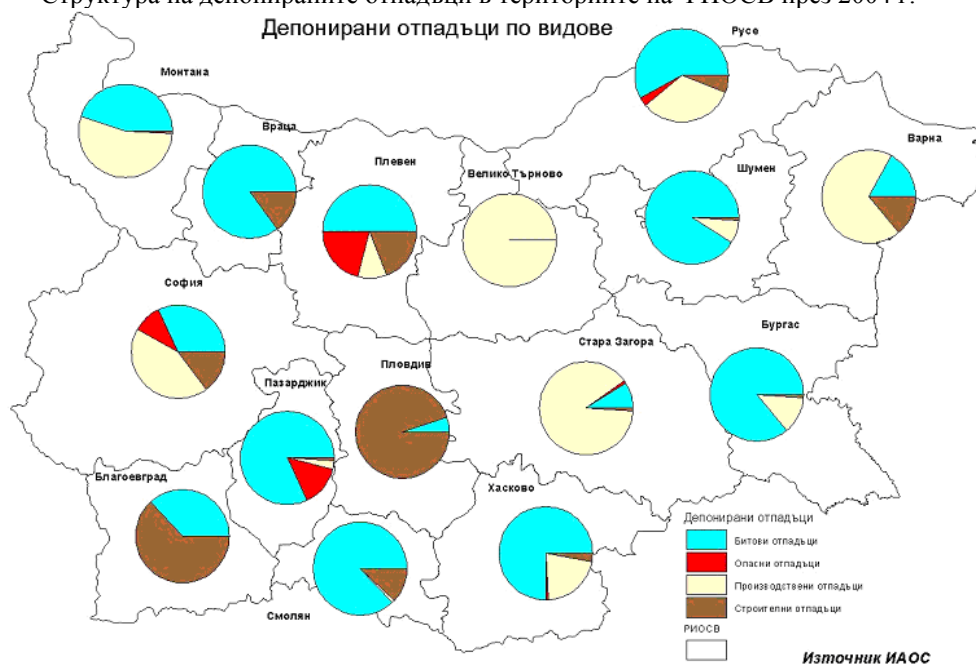 Структура на депонираните отпадъци в териториите на РИОСВ през 2004 г.
Депонирани отпадъци по видове
Русе
Монтана
Враца
Варна
Плевен
Велико Търново
Шумен
София
Бургас
Стара Загора
Пловдив
Пазарджик
Благоевград
Хасково
Смолян
Депонирани отпадъци
Битови отпадъци
Опасни отпадъци
Производствени отпадъци
Строителни отпадъци
РИОСВ
Източник ИАОС